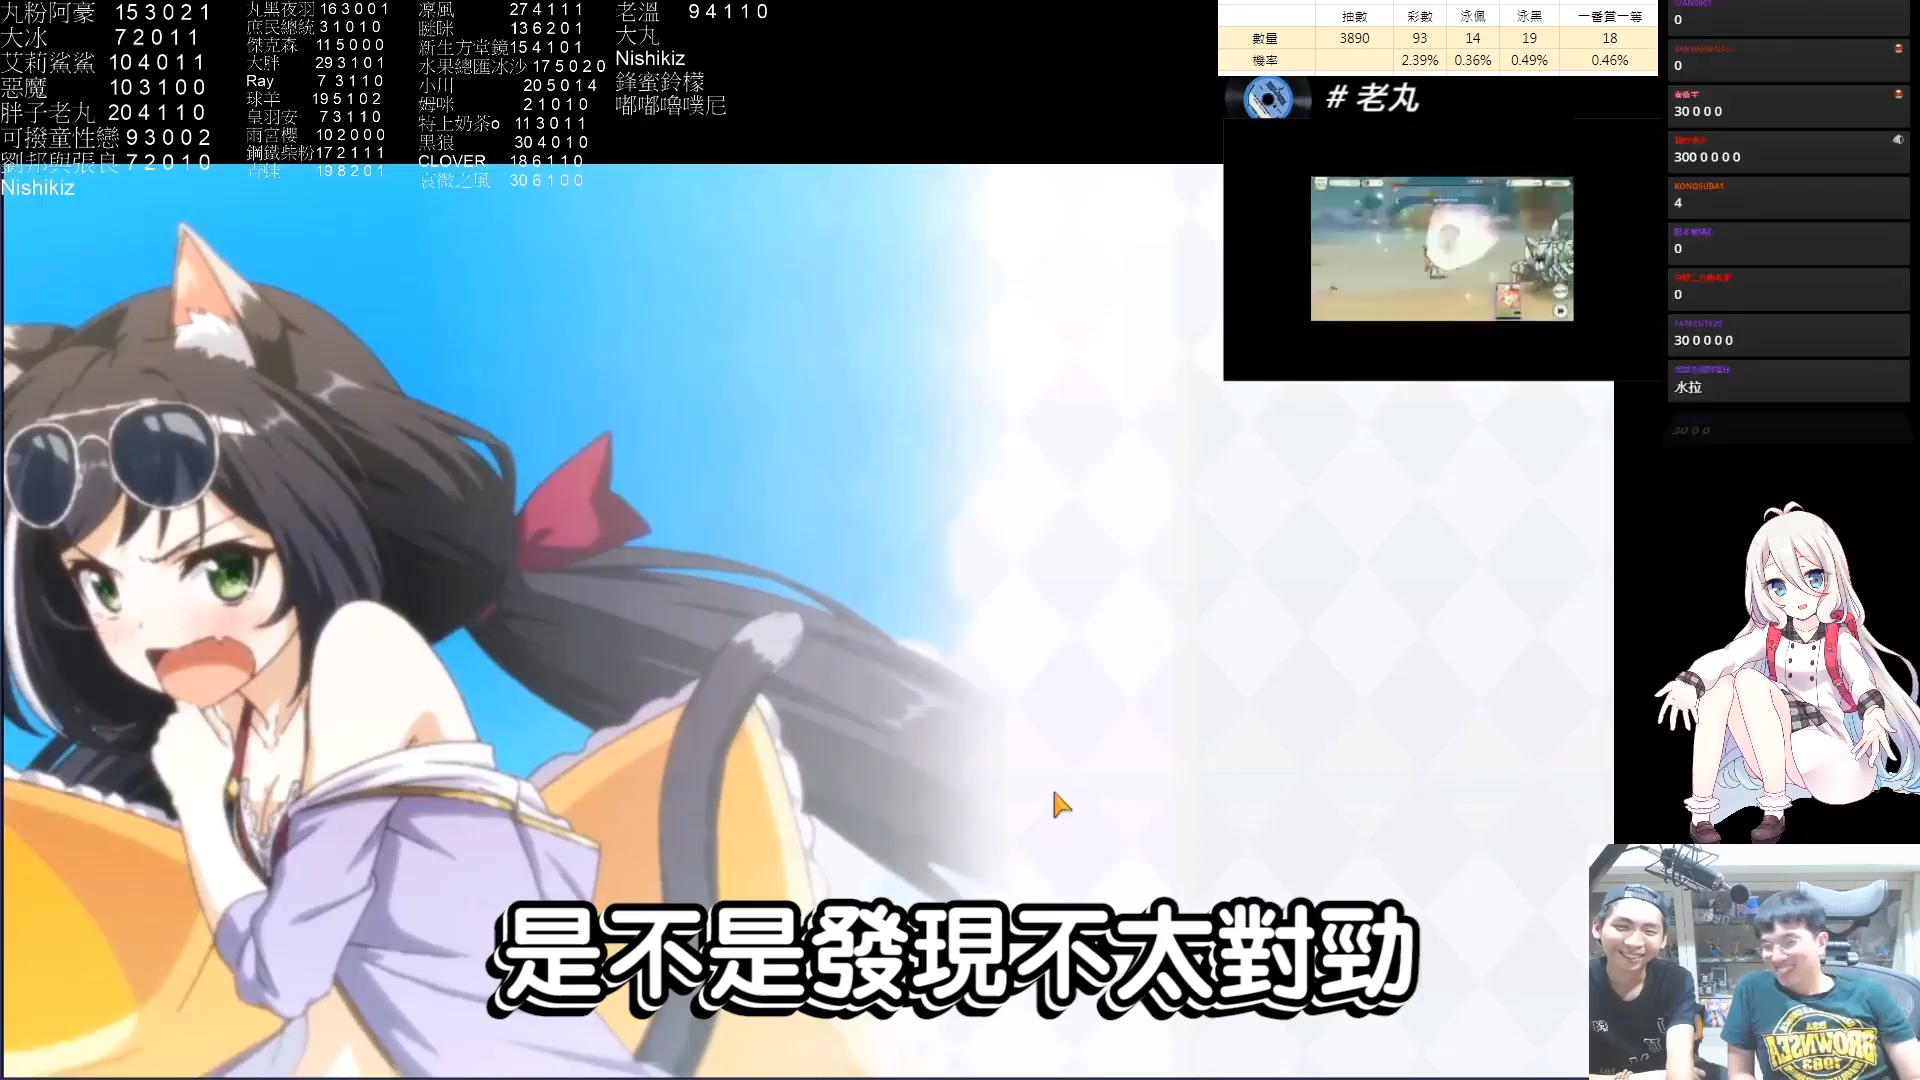 丸粉阿豪 153021
大冰 72011
艾莉鯊鯊 104011
惡魔 103100
胖子老丸 204110
可撥童性戀 93002
劉邦與張良 72010
Nishikiz
丸黑夜羽 163001
庶民總統 31010
傑克森 115000
大胖 293101
Ray 73110
球羊 195102
皇羽安 73110
雨宮櫻 102000
鋼鐵柴粉 172111
198201
凜風 274111
瞇咪 136201
新生方堂鏡 154101
水果總匯冰沙 175020
小川 205014
姆咪 21010
特上奶茶o 113011
黑狼 304010
CLOVER 186110
哀微之風 306100
老溫 94110
大丸
Nishikiz
鋒蜜鈴檬
嘟嘟嚕噗尼
抽數 彩數 泳佩 泳黑 一番賞一等
數量 3890 93 14 19 18
機率 2.39% 0.36% 0.49% 0.46%
# 老丸
0
0
30000
3000000
KONOSUBA1
4
0
0
FATECUTE20
300000
水拉
3000
是不是發現不太對勁
BROWNSEA